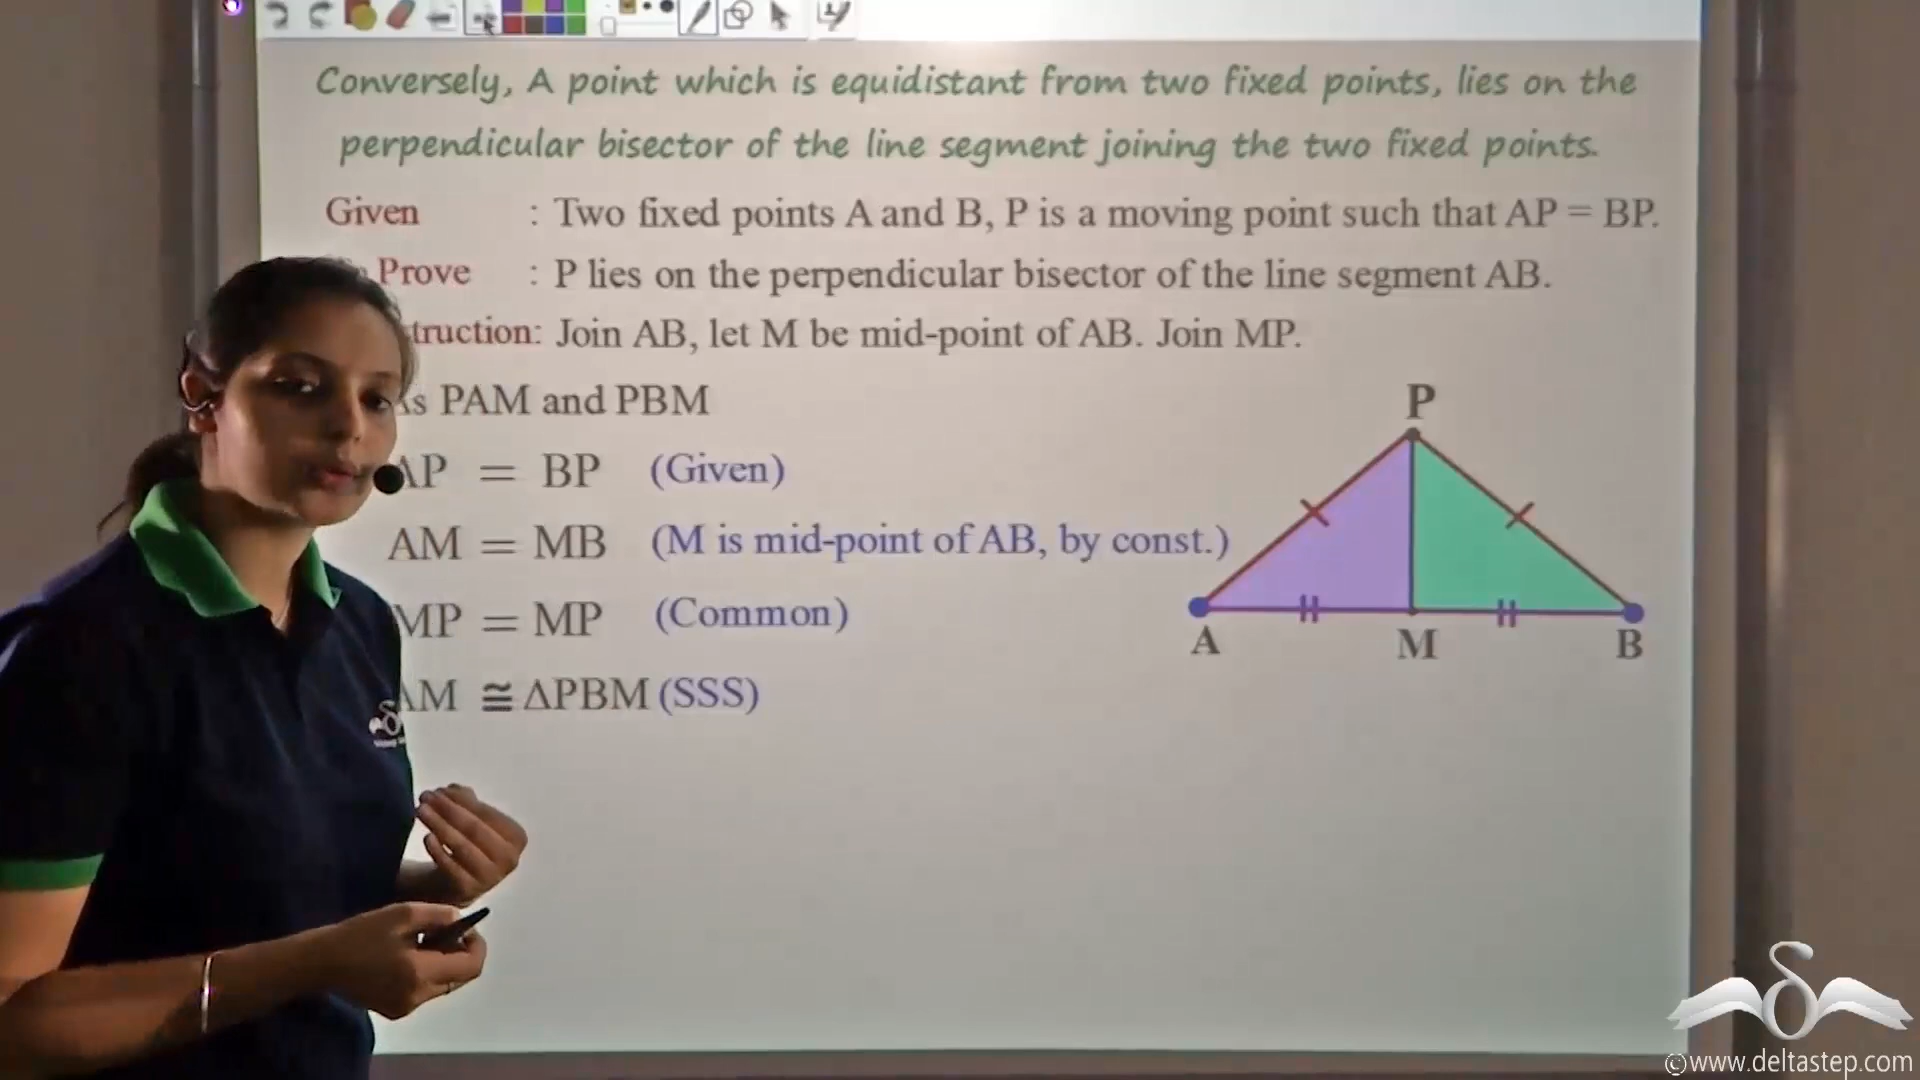 Conversely, A point which is equidistant from two fixed points, lies on the
perpendicular bisector of the line segment joining the two fixed points.
Given : Two fixed points A and B, P is a moving point such that AP = BP.
Prove : P lies on the perpendicular bisector of the line segment AB.
truction: Join AB, let M be mid-point of AB. Join MP.
s PAM and PBM
AP = BP (Given)
AM = MB (M is mid-point of AB, by const.)
MP = MP (Common)
AM ≅ ΔPBM (SSS)
P
A M B
©www.deltastep.com